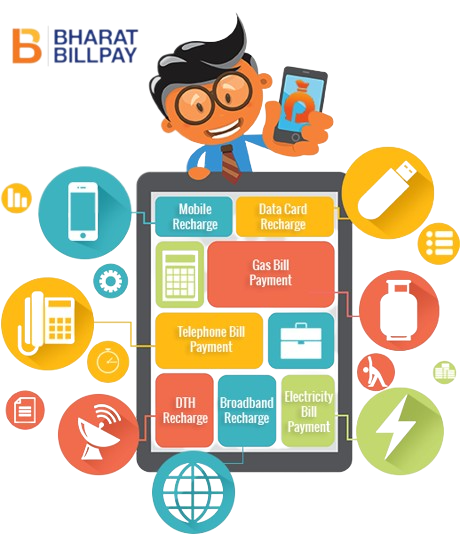 BHARAT
BILLPAY
Mobile
Recharge
Data Card
Recharge
Gas Bill
Payment
Telephone Bill
Payment
DTH
Recharge
Broadband
Recharge
Electricity
Bill
Payment